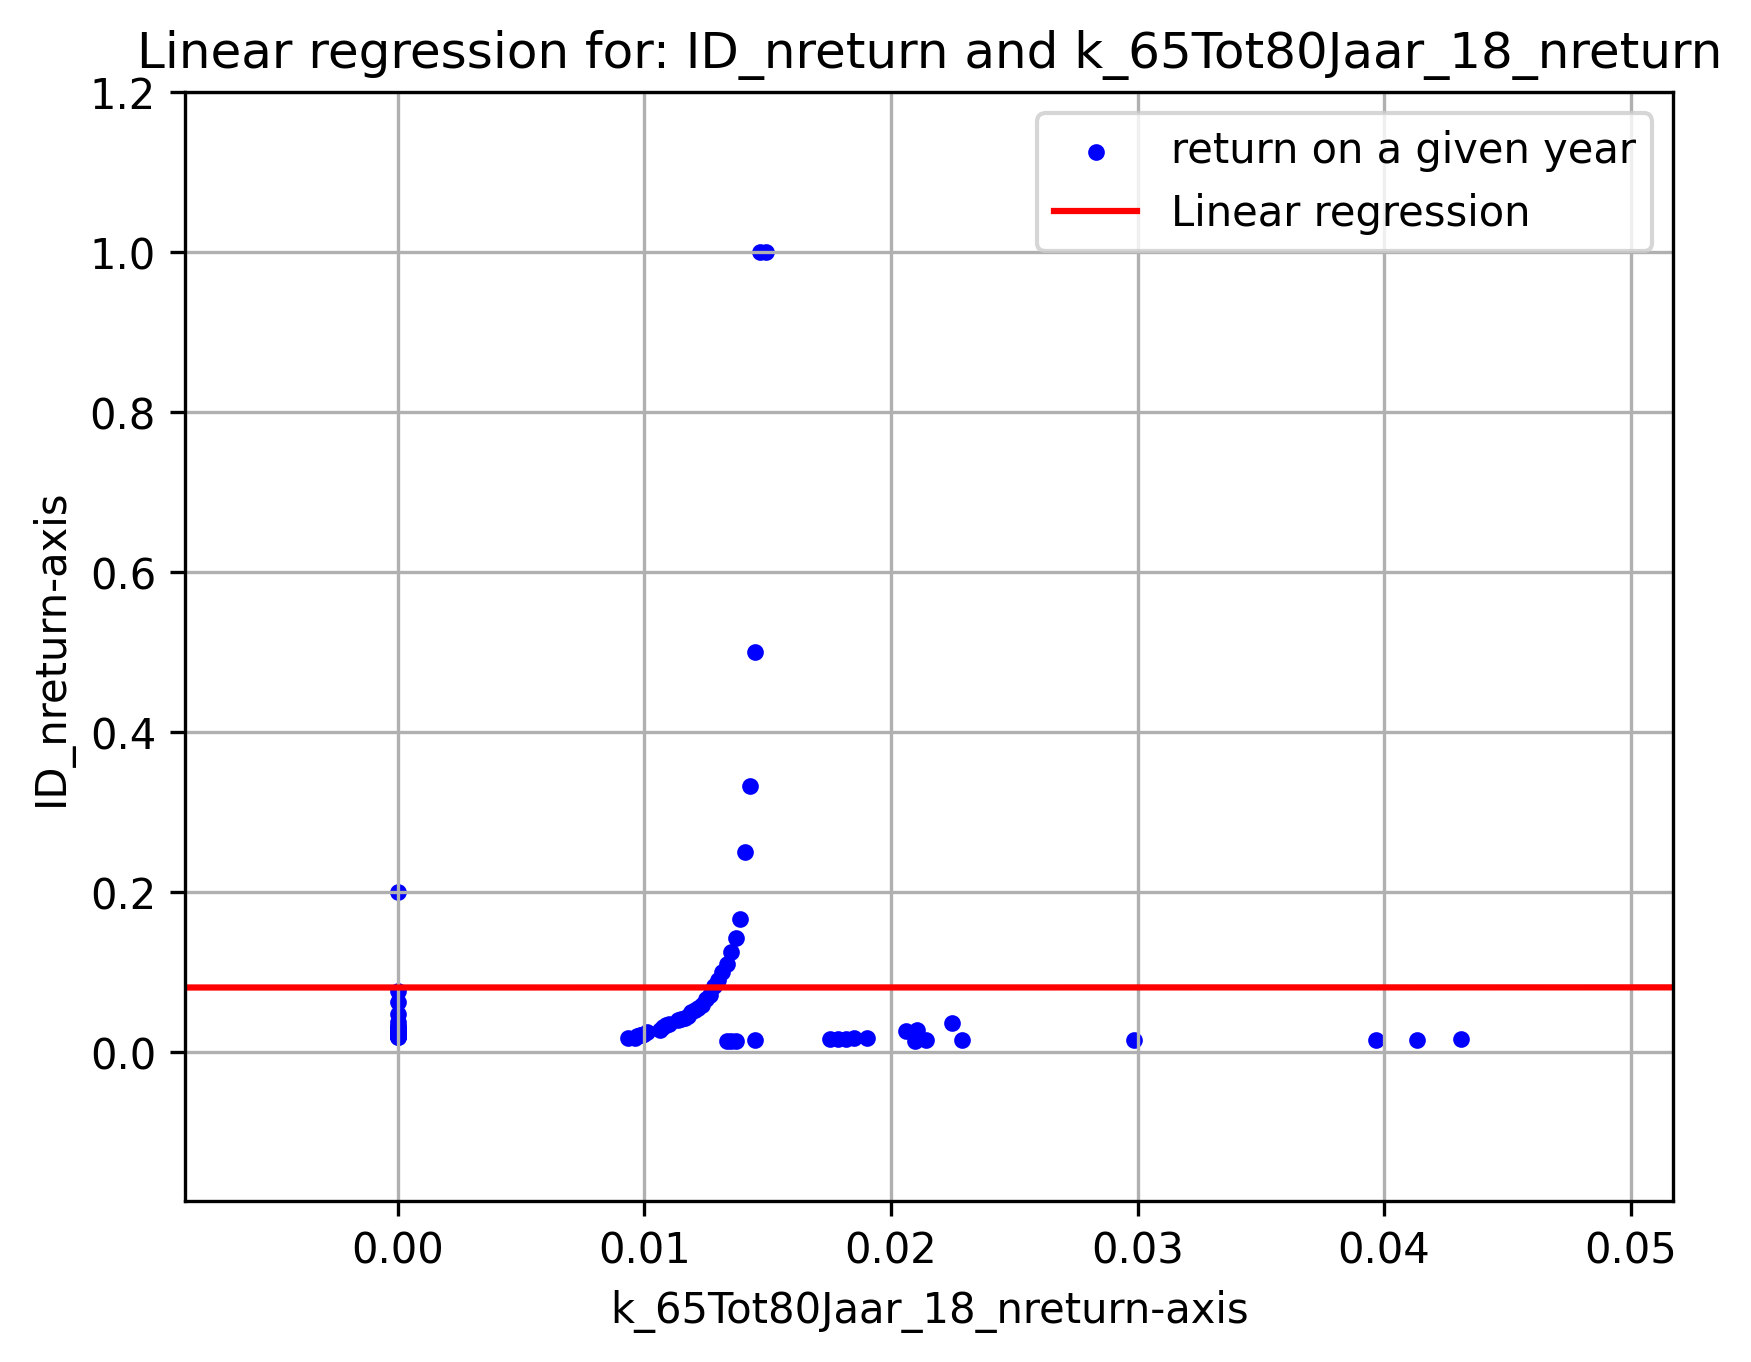 Linear regression for: ID_nreturn and k_65Tot80Jaar_18_nreturn
return on a given year
Linear regression
ID_nreturn-axis
1.2
1.0
0.8
0.6
0.4
0.2
0.0
0.00 0.01 0.02 0.03 0.04 0.05
k_65Tot80Jaar_18_nreturn-axis